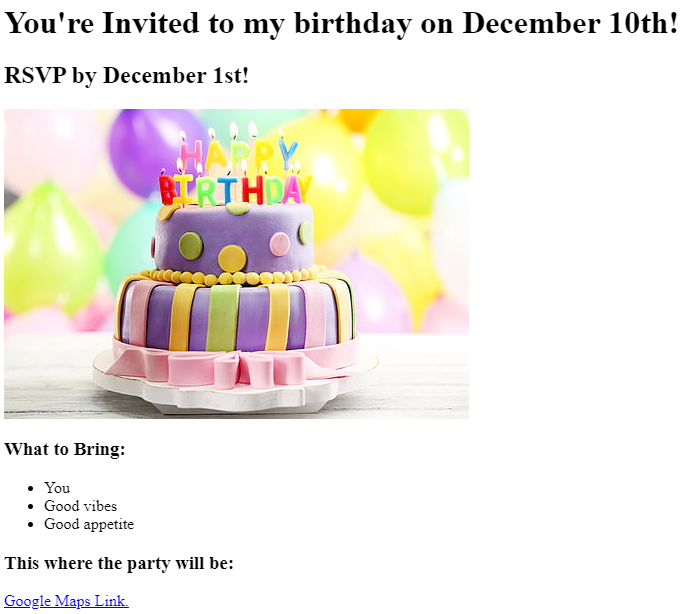 You're Invited to my birthday on December 10th!
RSVP by December 1st!
HAPPY
BIRTHDAY
What to Bring:
You
Good vibes
Good appetite
This where the party will be:
Google Maps Link.